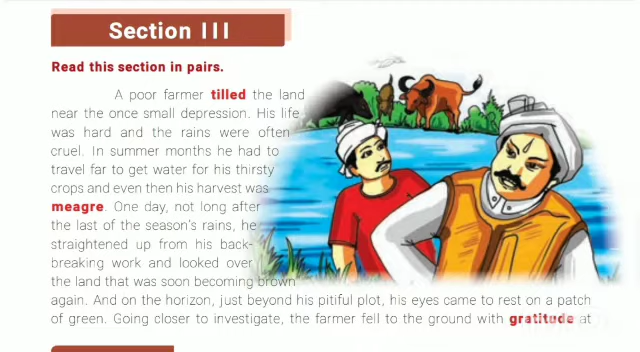 Section III
Read this section in pairs.
A poor farmer tilled the land
near the once small depression. His life
was hard and the rains were often
cruel. In summer months he had to
travel far to get water for his thirsty
crops and even then his harvest was
meagre. One day, not long after
the last of the season's rains, he
straightened up from his back-
breaking work and looked over
the land that was soon becoming brown
again. And on the horizon, just beyond his pitiful plot, his eyes came to rest on a patch
of green. Going closer to investigate, the farmer fell to the ground with gratitude at